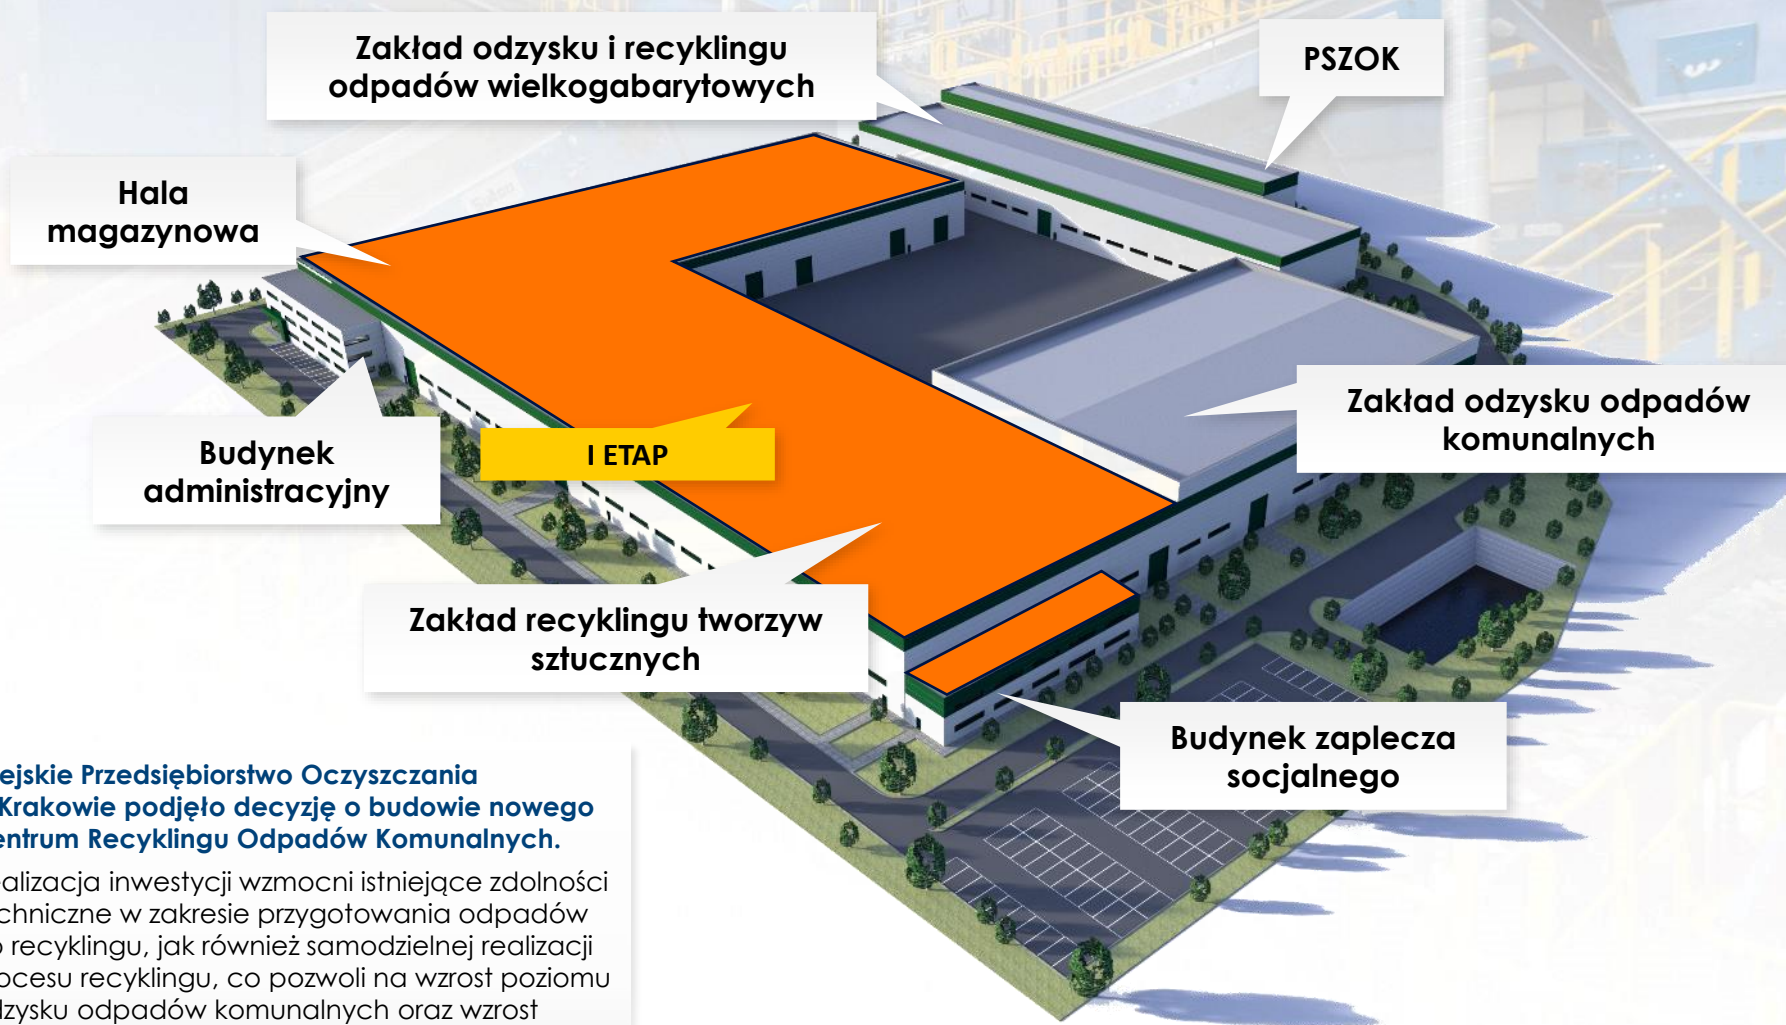 Zakład odzysku i recyklingu
odpadów wielkogabarytowych
PSZOK
Hala
magazynowa
Zakład odzysku odpadów
komunalnych
Budynek
administracyjny
I ETAP
Zakład recyklingu tworzyw
sztucznych
Budynek zaplecza
socjalnego
ejskie Przedsiębiorstwo Oczyszczania
Krakowie podjęło decyzję o budowie nowego
entrum Recyklingu Odpadów Komunalnych.
alizacja inwestycji wzmocni istniejące zdolności
chniczne w zakresie przygotowania odpadów
o recyklingu, jak również samodzielnej realizacji
ocesu recyklingu, co pozwoli na wzrost poziomu
dzysku odpadów komunalnych oraz wzrost